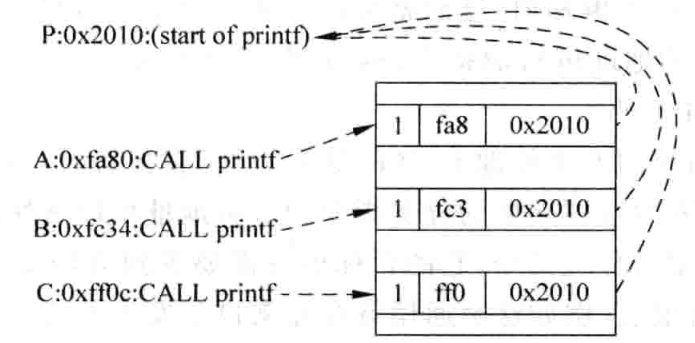 P:0x2010:(start of printf)
1 fa8 0x2010
A:0xfa80:CALL printf
1 fc3 0x2010
B:0xfc34:CALL printf
C:0xff0c:CALL printf
1 ff0 0x2010